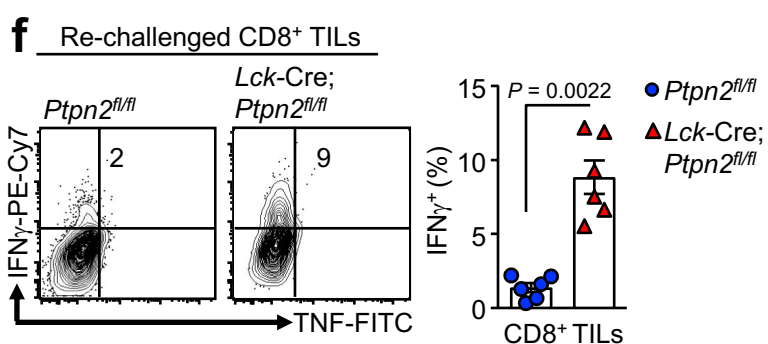 f
Re-challenged CD8⁺ TILs
Ptpn2fl/fl
Lck-Cre;
Ptpn2fl/fl
IFNγ-PE-Cy7
2
9
TNF-FITC
IFNγ⁺ (%)
15
10
5
0
P = 0.0022
CD8⁺ TILs
Ptpn2fl/fl
Lck-Cre;
Ptpn2fl/fl